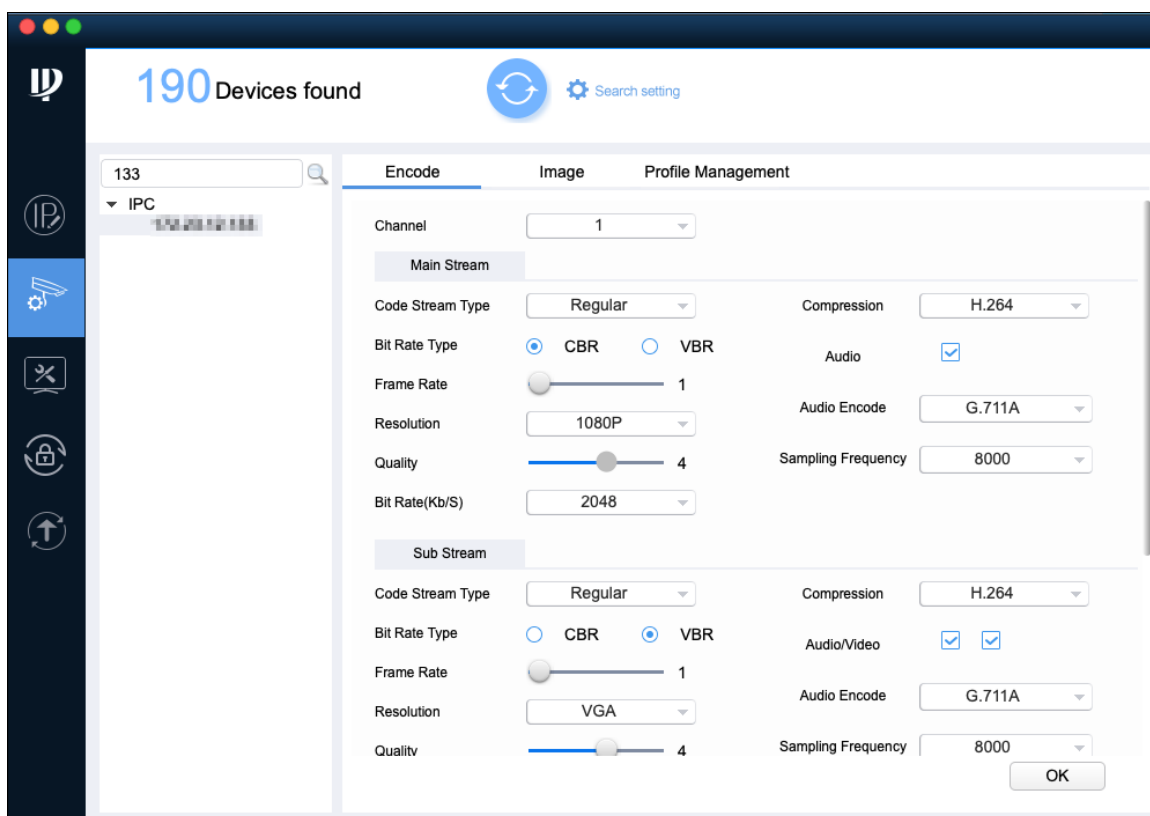 190 Devices found
Search setting
133
IPC
Encode Image Profile Management
Channel 1
Main Stream
Code Stream Type Regular Compression H.264
Bit Rate Type CBR VBR Audio
Frame Rate 1
Audio Encode G.711A
Resolution 1080P
Quality 4 Sampling Frequency 8000
Bit Rate(Kb/S) 2048
Sub Stream
Code Stream Type Regular Compression H.264
Bit Rate Type CBR VBR Audio/Video
Frame Rate 1
Audio Encode G.711A
Resolution VGA
Quality 4 Sampling Frequency 8000
OK